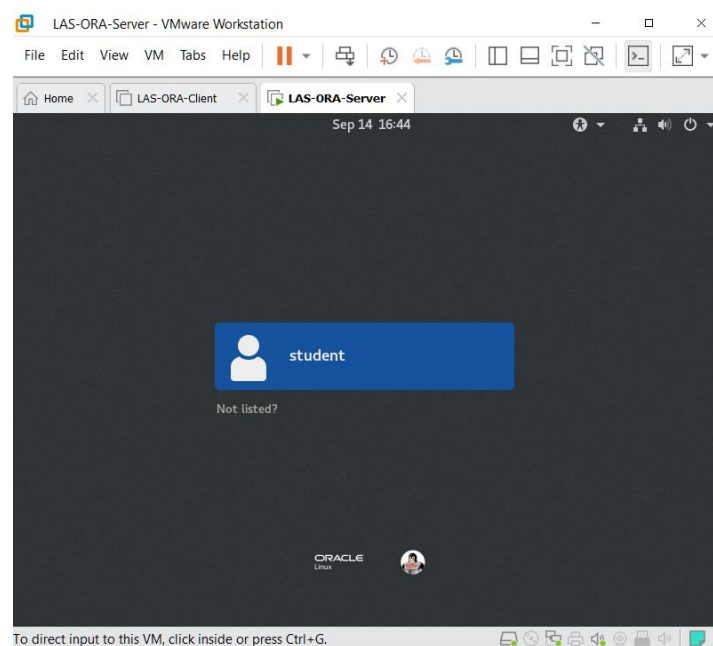 LAS-ORA-Server - VMware Workstation
File Edit View VM Tabs Help
Home LAS-ORA-Client LAS-ORA-Server
Sep 14 16:44
student
Not listed?
ORACLE
Linux
To direct input to this VM, click inside or press Ctrl+G.